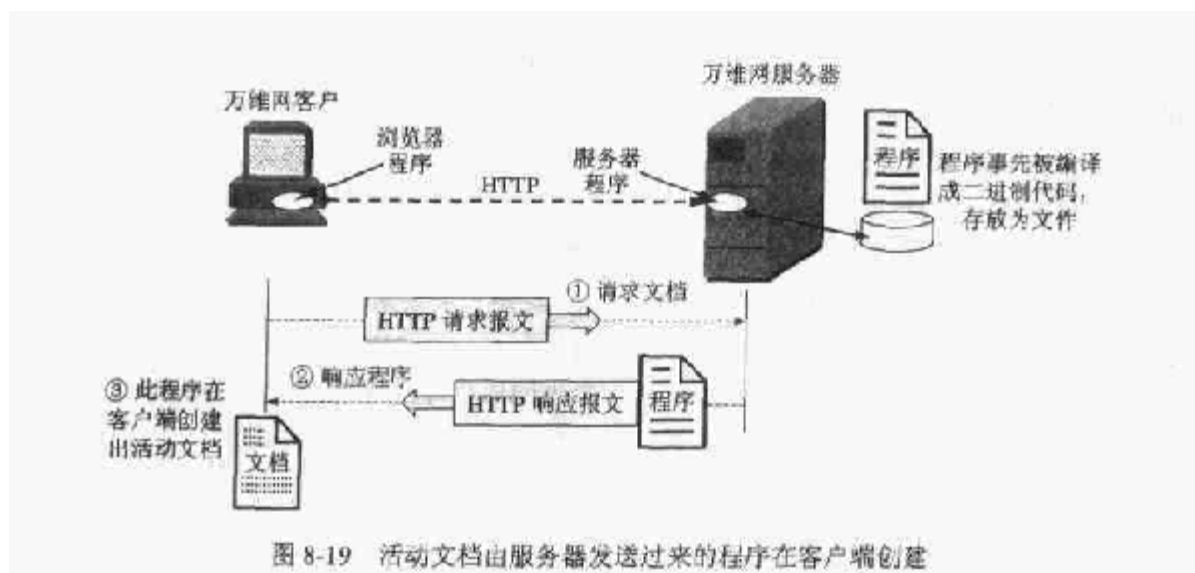 万维网服务器
万维网客户
浏览器
程序
服务器
程序
HTTP
程序
程序事先被编译
成二进制代码，
存放为文件
① 请求文档
HTTP 请求报文
② 响应程序
HTTP 响应报文
程序
③ 此程序在
客户端创建
出活动文档
文档
图 8-19 活动文档由服务器发送过来的程序在客户端创建